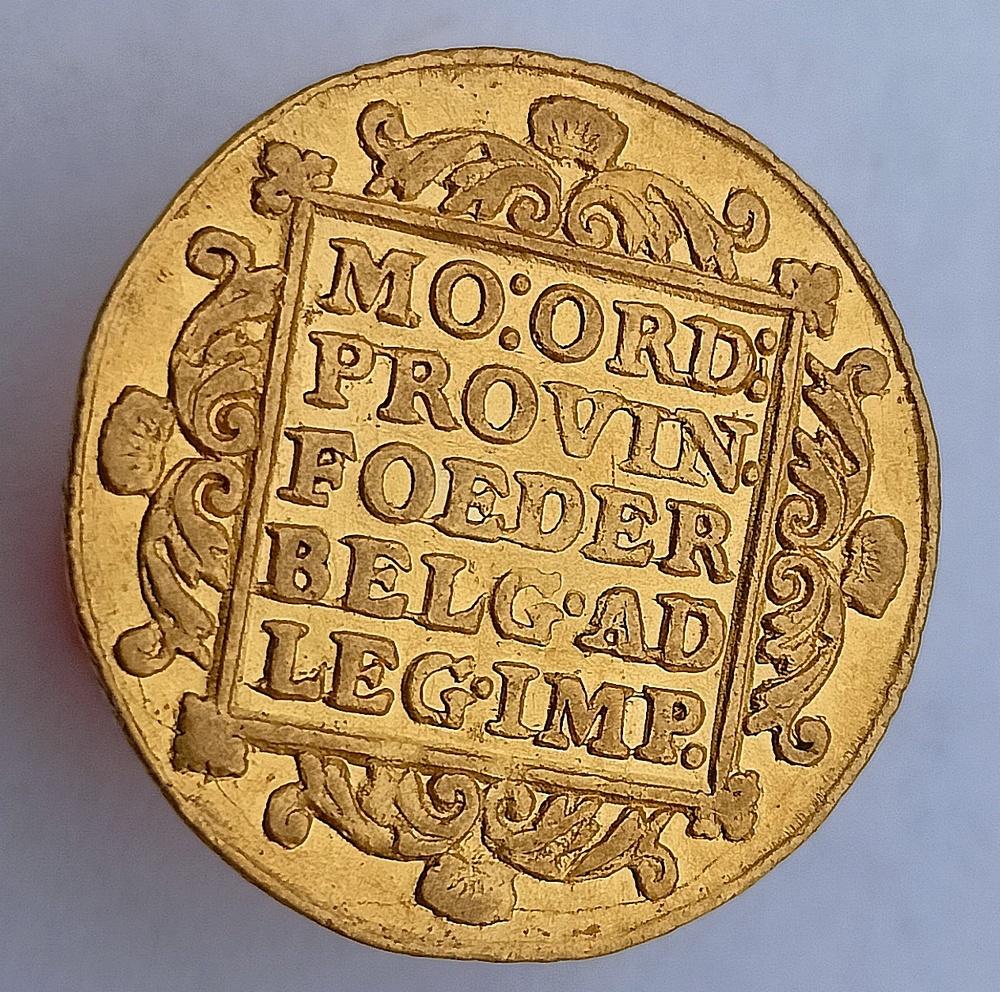 MO:ORD:
PROVIN.
FOEDER
BELG·AD
LEG·IMP.